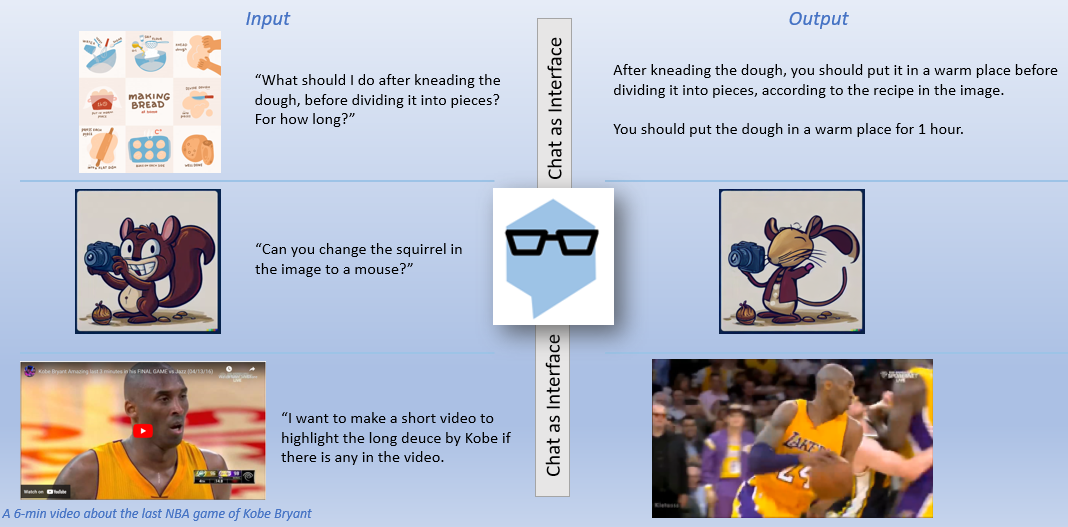 Input
Output
MAKING
BREAD
at home
“What should I do after kneading the
dough, before dividing it into pieces?
For how long?”
Chat as Interface
After kneading the dough, you should put it in a warm place before
dividing it into pieces, according to the recipe in the image.
You should put the dough in a warm place for 1 hour.
“Can you change the squirrel in
the image to a mouse?”
Kobe Bryant Amazing last 3 minutes in his FINAL GAME vs Jazz (04/13/16)
Watch on YouTube
“I want to make a short video to
highlight the long deuce by Kobe if
there is any in the video.
Chat as Interface
LAKERS
24
A 6-min video about the last NBA game of Kobe Bryant